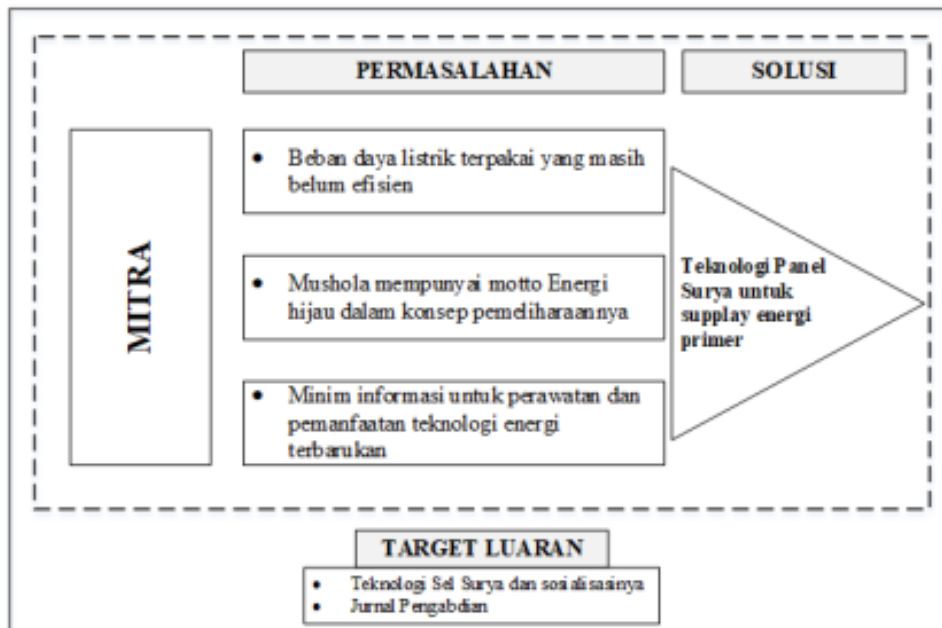 PERMASALAHAN
SOLUSI
MITRA
• Beban daya listrik terpakai yang masih
belum efisien
• Mushola mempunyai motto Energi
hijau dalam konsep pemeliharaannya
• Minim informasi untuk perawatan dan
pemanfaatan teknologi energi
terbarukan
Teknologi Panel
Surya untuk
supplay energi
primer
TARGET LUARAN
• Teknologi Sel Surya dan sosialisasinya
• Jurnal Pengabdian